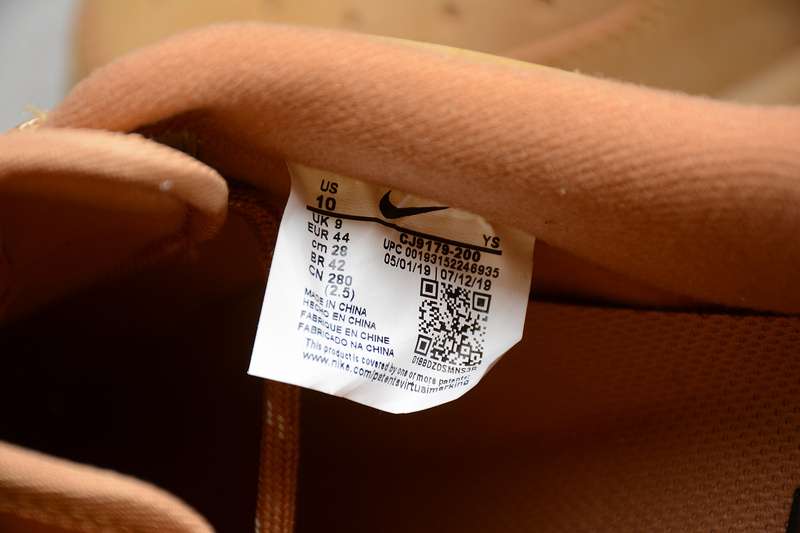 US
10
UK 9
EUR 44
cm 28
BR 42
CN 280
(2.5)
YS
CJ9179-200
UPC 00193152246935
05/01/19 | 07/12/19
MADE IN CHINA
HECHO EN CHINA
FABRIQUE EN CHINE
FABRICADO NA CHINA
This product is covered by one or more patents:
www.nike.com/patentsvirtualmarking